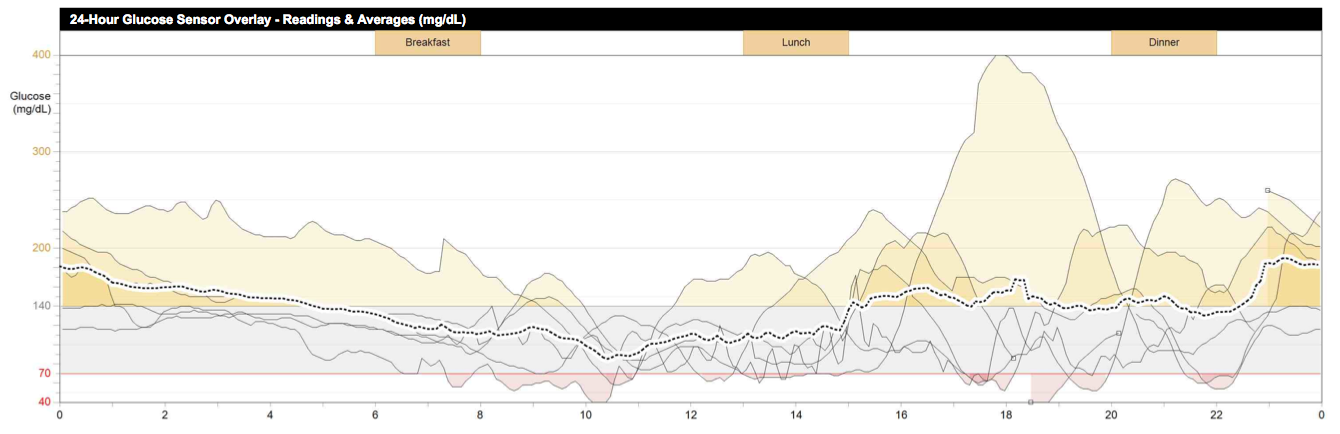 24-Hour Glucose Sensor Overlay - Readings & Averages (mg/dL)
Breakfast Lunch Dinner
400
Glucose
(mg/dL)
300
200
140
70
40
0 2 4 6 8 10 12 14 16 18 20 22 0